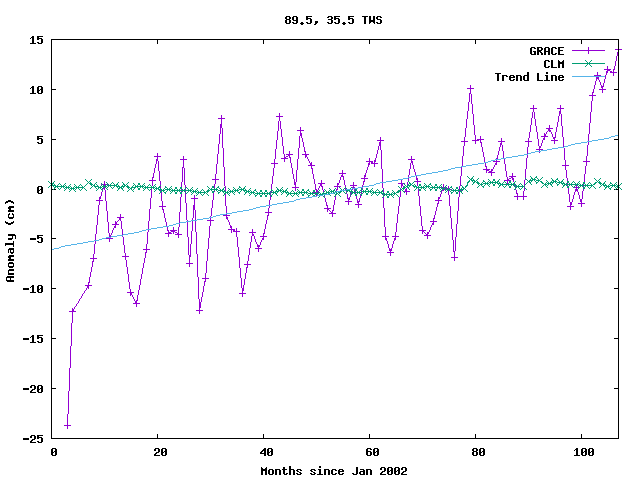 89.5, 35.5 TWS
GRACE
CLM
Trend Line
15
10
5
0
-5
-10
-15
-20
-25
Anomaly (cm)
0 20 40 60 80 100
Months since Jan 2002